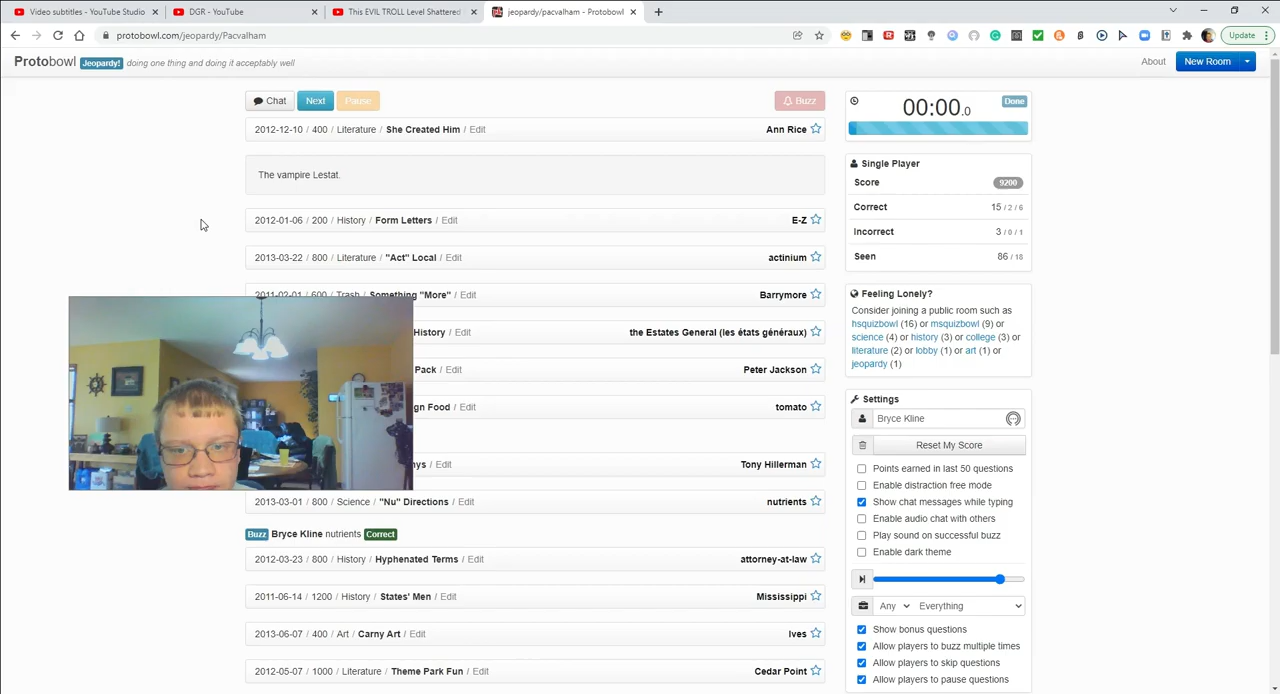 Video subtitles - YouTube Studio
DGR - YouTube
This EVIL TROLL Level Shattered
jeopardy/pacvalham - Protobowl
protobowl.com/jeopardy/Pacvalham
Update
Protobowl Jeopardy! doing one thing and doing it acceptably well
About
New Room
Chat
Next
Pause
Buzz
2012-12-10 / 400 / Literature / She Created Him / Edit
Ann Rice
The vampire Lestat.
2012-01-06 / 200 / History / Form Letters / Edit
E-Z
2013-03-22 / 800 / Literature / "Act" Local / Edit
actinium
2011-02-01 / 600 / Trash / Something "More" / Edit
Barrymore
History / Edit
the Estates General (les états généraux)
Pack / Edit
Peter Jackson
gn Food / Edit
tomato
nys / Edit
Tony Hillerman
2013-03-01 / 800 / Science / "Nu" Directions / Edit
nutrients
Buzz Bryce Kline nutrients Correct
2012-03-23 / 800 / History / Hyphenated Terms / Edit
attorney-at-law
2011-06-14 / 1200 / History / States' Men / Edit
Mississippi
2013-06-07 / 400 / Art / Carny Art / Edit
Ives
2012-05-07 / 1000 / Literature / Theme Park Fun / Edit
Cedar Point
00:00.0
Done
Single Player
Score 9200
Correct 15 / 2 / 6
Incorrect 3 / 0 / 1
Seen 86 / 18
Feeling Lonely?
Consider joining a public room such as
hsquizbowl (16) or msquizbowl (9) or
science (4) or history (3) or college (3) or
literature (2) or lobby (1) or art (1) or
jeopardy (1)
Settings
Bryce Kline
Reset My Score
Points earned in last 50 questions
Enable distraction free mode
Show chat messages while typing
Enable audio chat with others
Play sound on successful buzz
Enable dark theme
Any Everything
Show bonus questions
Allow players to buzz multiple times
Allow players to skip questions
Allow players to pause questions